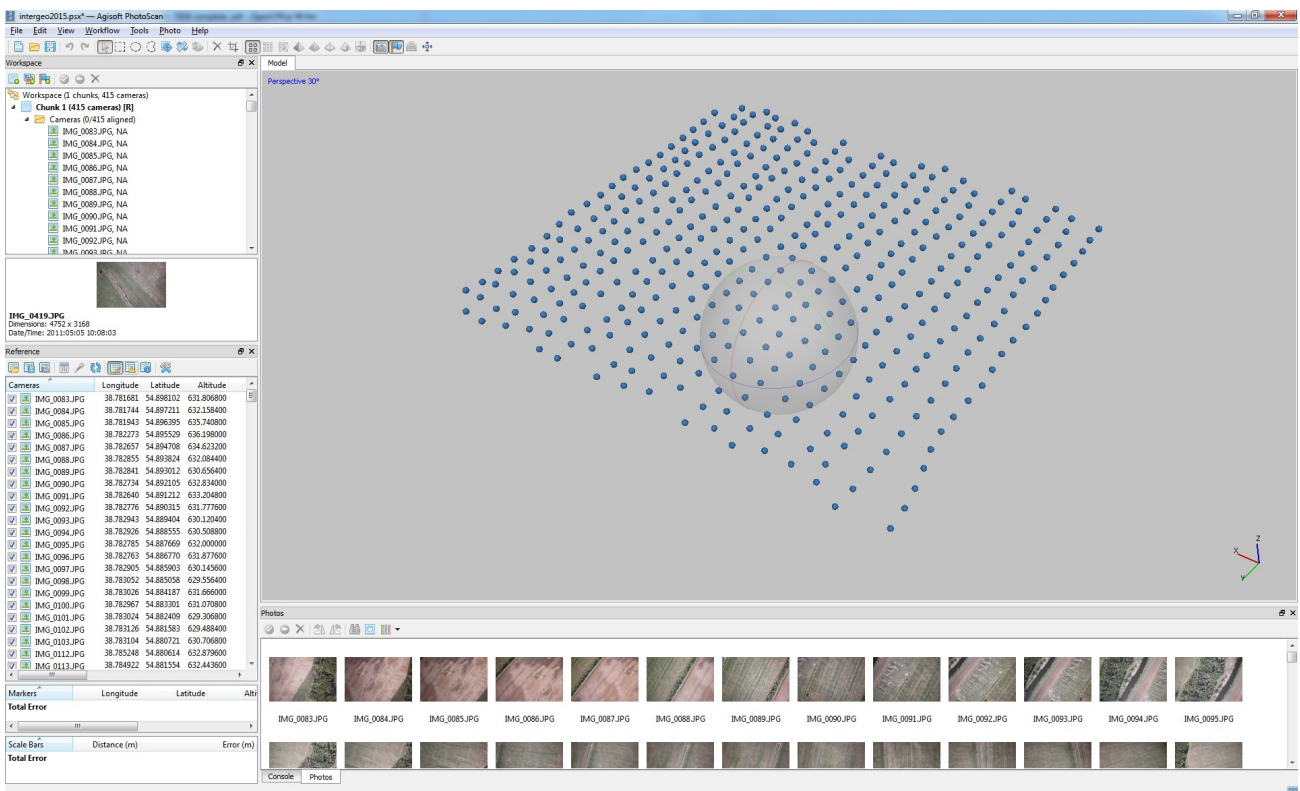 intergeo2015.psx* — Agisoft PhotoScan
File Edit View Workflow Tools Photo Help
Workspace
Workspace (1 chunks, 415 cameras)
Chunk 1 (415 cameras) [R]
Cameras (0/415 aligned)
IMG_0083.JPG, NA
IMG_0084.JPG, NA
IMG_0085.JPG, NA
IMG_0086.JPG, NA
IMG_0087.JPG, NA
IMG_0088.JPG, NA
IMG_0089.JPG, NA
IMG_0090.JPG, NA
IMG_0091.JPG, NA
IMG_0092.JPG, NA
IMG_0093.JPG, NA
IMG_0419.JPG
Dimensions: 4752 x 3168
Date/Time: 2011:05:05 10:08:03
Reference
Cameras Longitude Latitude Altitude
IMG_0083.JPG 38.781681 54.898102 631.806800
IMG_0084.JPG 38.781744 54.897211 632.158400
IMG_0085.JPG 38.781943 54.896395 635.740800
IMG_0086.JPG 38.782273 54.895529 636.198000
IMG_0087.JPG 38.782657 54.894708 634.623200
IMG_0088.JPG 38.782855 54.893824 632.084400
IMG_0089.JPG 38.782841 54.893012 630.656400
IMG_0090.JPG 38.782734 54.892105 632.834000
IMG_0091.JPG 38.782640 54.891212 633.204800
IMG_0092.JPG 38.782776 54.890315 631.777600
IMG_0093.JPG 38.782943 54.889404 630.120400
IMG_0094.JPG 38.782926 54.888555 630.508800
IMG_0095.JPG 38.782785 54.887669 632.000000
IMG_0096.JPG 38.782763 54.886770 631.877600
IMG_0097.JPG 38.782905 54.885903 630.145600
IMG_0098.JPG 38.783052 54.885058 629.556400
IMG_0099.JPG 38.783026 54.884187 631.666000
IMG_0100.JPG 38.782967 54.883301 631.070800
IMG_0101.JPG 38.783024 54.882409 629.306800
IMG_0102.JPG 38.783126 54.881583 629.488400
IMG_0103.JPG 38.783104 54.880721 630.706800
IMG_0112.JPG 38.785248 54.880614 632.879600
IMG_0113.JPG 38.784922 54.881554 632.443600
Markers Longitude Latitude Alti
Total Error
Scale Bars Distance (m) Error (m)
Total Error
Model
Perspective 30°
Z
X
Y
Photos
IMG_0083.JPG IMG_0084.JPG IMG_0085.JPG IMG_0086.JPG IMG_0087.JPG IMG_0088.JPG IMG_0089.JPG IMG_0090.JPG IMG_0091.JPG IMG_0092.JPG IMG_0093.JPG IMG_0094.JPG IMG_0095.JPG
Console Photos